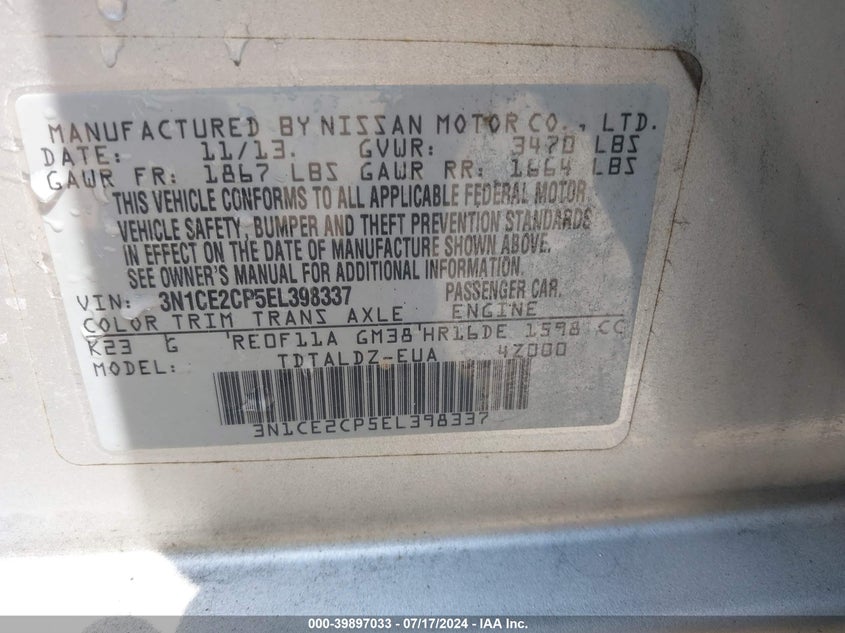 MANUFACTURED BY NISSAN MOTOR CO., LTD.
DATE: 11/13. GVWR: 3470 LBS
GAWR FR: 1867 LBS GAWR RR: 1664 LBS
THIS VEHICLE CONFORMS TO ALL APPLICABLE FEDERAL MOTOR
VEHICLE SAFETY, BUMPER AND THEFT PREVENTION STANDARDS
IN EFFECT ON THE DATE OF MANUFACTURE SHOWN ABOVE.
SEE OWNER'S MANUAL FOR ADDITIONAL INFORMATION.
VIN: 3N1CE2CP5EL398337 PASSENGER CAR.
COLOR TRIM TRANS AXLE ENGINE
K23 G RE0F11A GM38 HR16DE 1598 CC
MODEL: TDTALDZ-EUA 4Z000
3N1CE2CP5EL398337
000-39897033 - 07/17/2024 - IAA Inc.